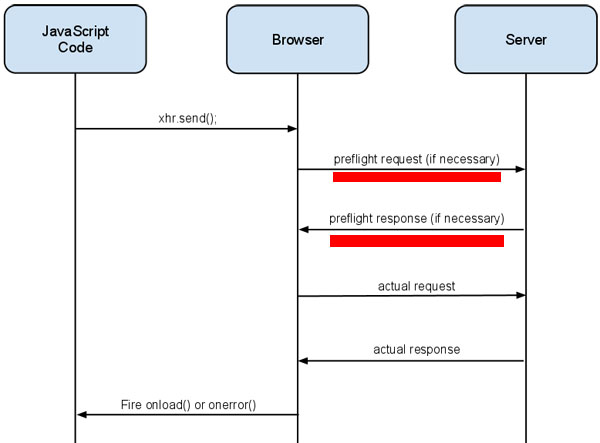 JavaScript
Code
Browser
Server
xhr.send();
preflight request (if necessary)
preflight response (if necessary)
actual request
actual response
Fire onload() or onerror()